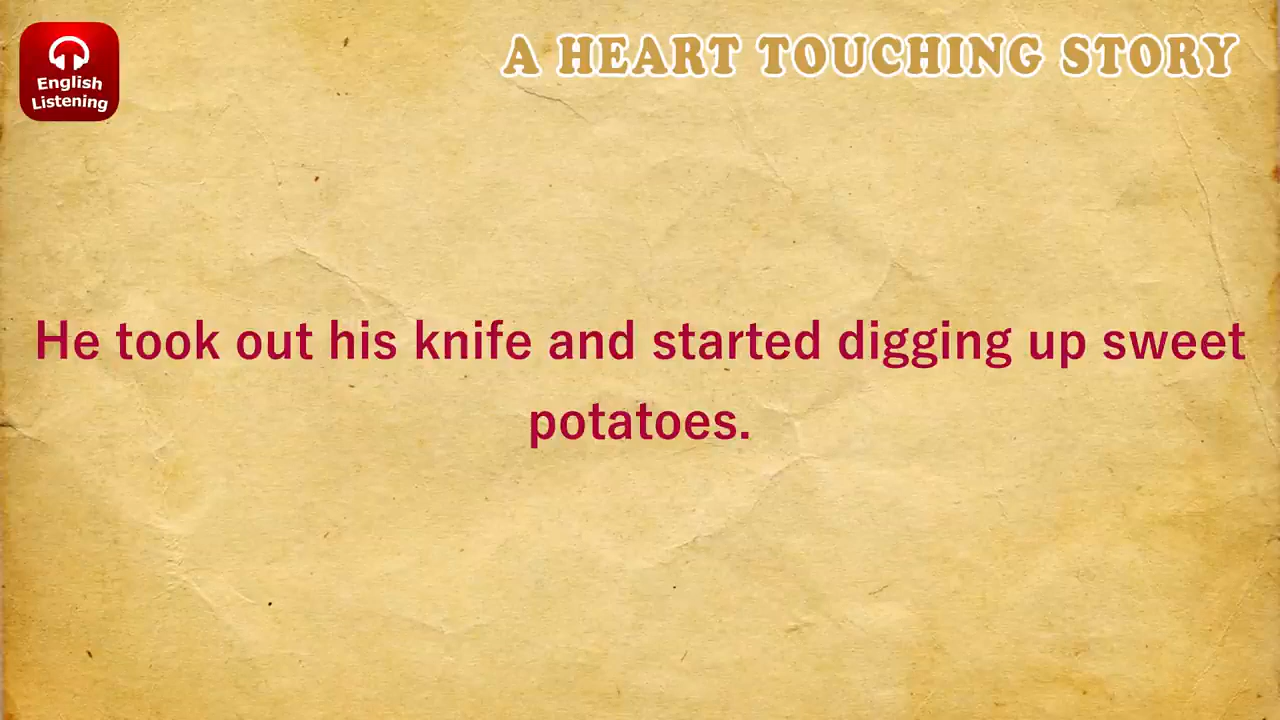 English
Listening
A HEART TOUCHING STORY
He took out his knife and started digging up sweet
potatoes.